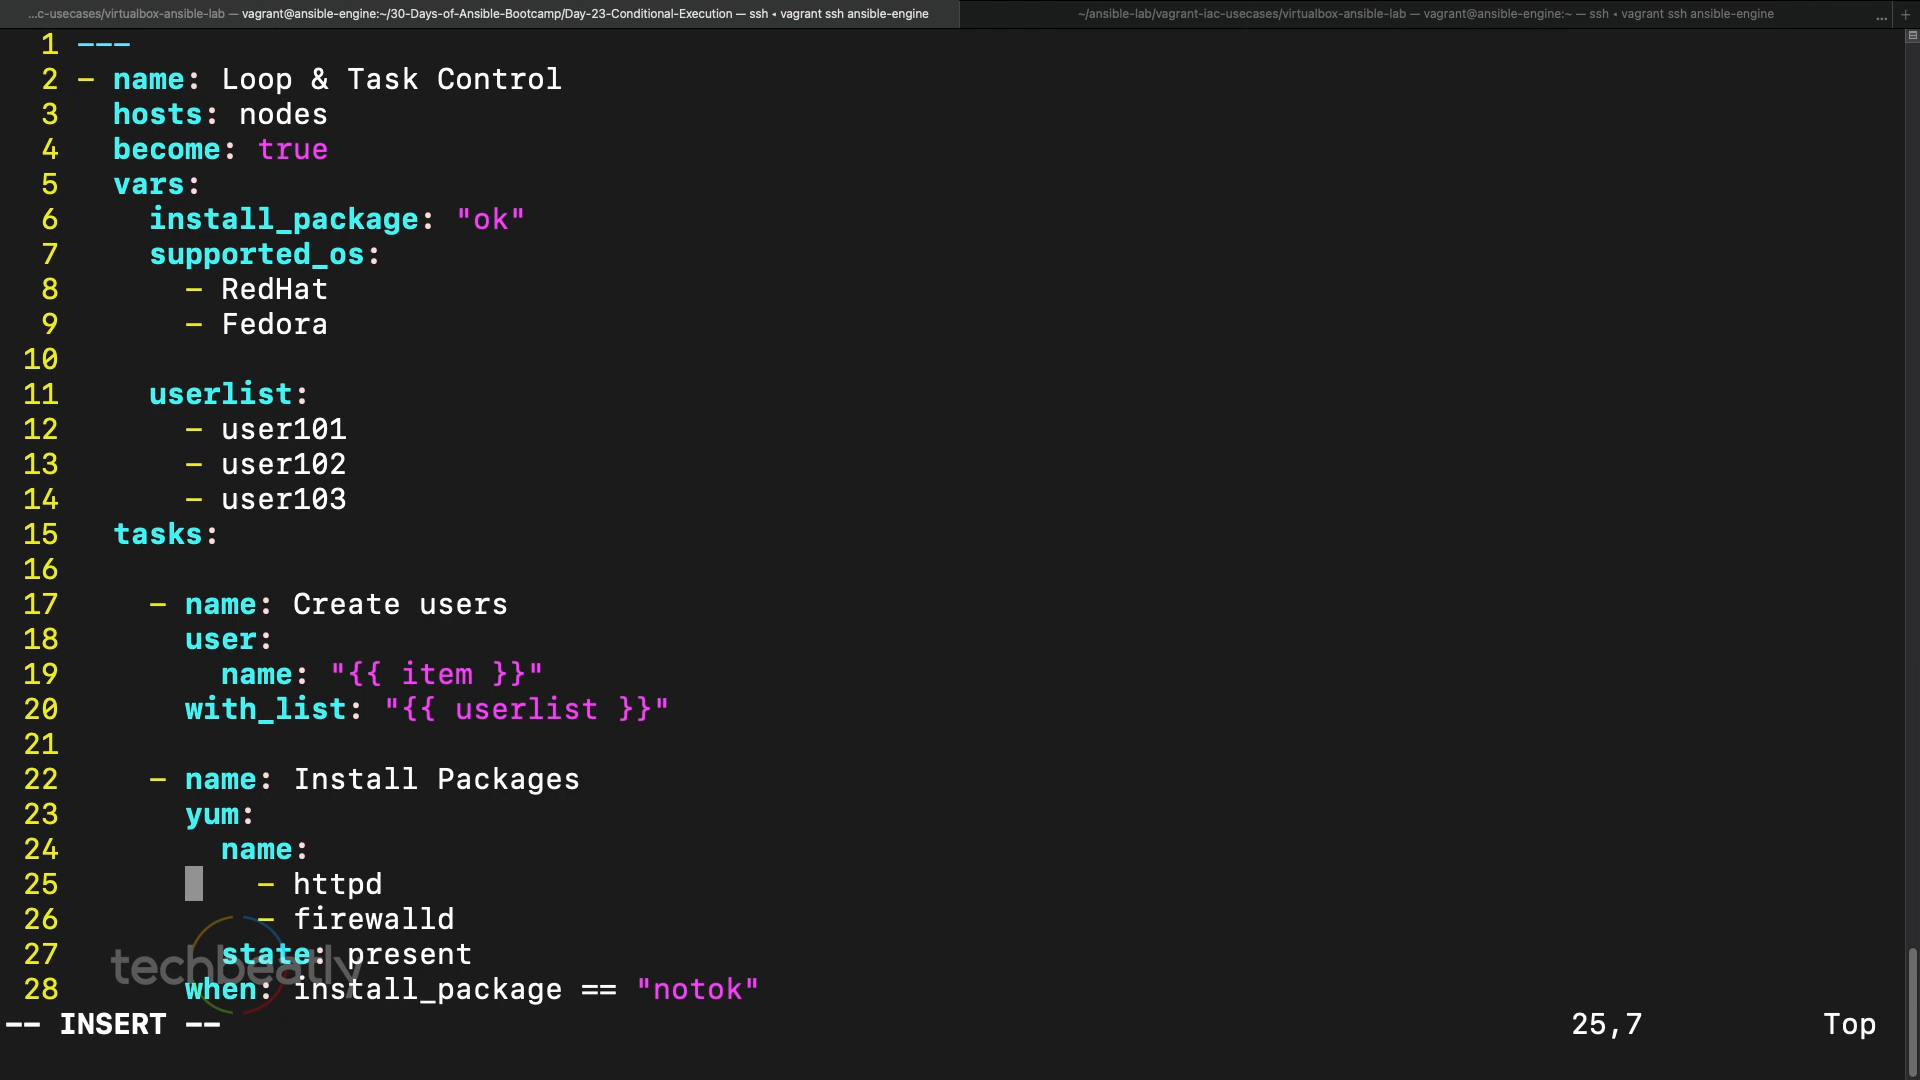 ...c-usecases/virtualbox-ansible-lab — vagrant@ansible-engine:~/30-Days-of-Ansible-Bootcamp/Day-23-Conditional-Execution — ssh ◂ vagrant ssh ansible-engine
~/ansible-lab/vagrant-iac-usecases/virtualbox-ansible-lab — vagrant@ansible-engine:~ — ssh ◂ vagrant ssh ansible-engine
... +
1 ---
2 - name: Loop & Task Control
3   hosts: nodes
4   become: true
5   vars:
6     install_package: "ok"
7     supported_os:
8       - RedHat
9       - Fedora
10
11     userlist:
12       - user101
13       - user102
14       - user103
15   tasks:
16
17     - name: Create users
18       user:
19         name: "{{ item }}"
20       with_list: "{{ userlist }}"
21
22     - name: Install Packages
23       yum:
24         name:
25           - httpd
26           - firewalld
27         state: present
techbeatly
28       when: install_package == "notok"
-- INSERT -- 25,7 Top